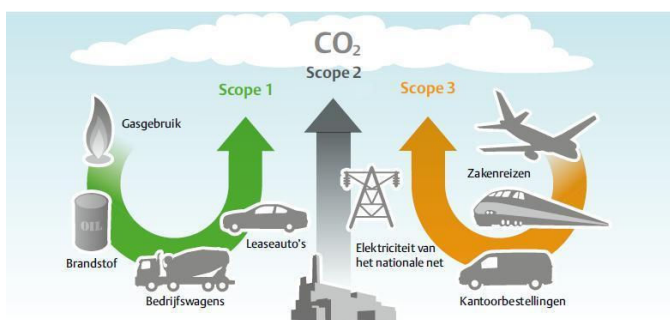 CO₂
Scope 2
Scope 1
Scope 3
Gasgebruik
Zakenreizen
OIL
Leaseauto's
Elektriciteit van
het nationale net
Brandstof
Bedrijfswagens
Kantoorbestellingen